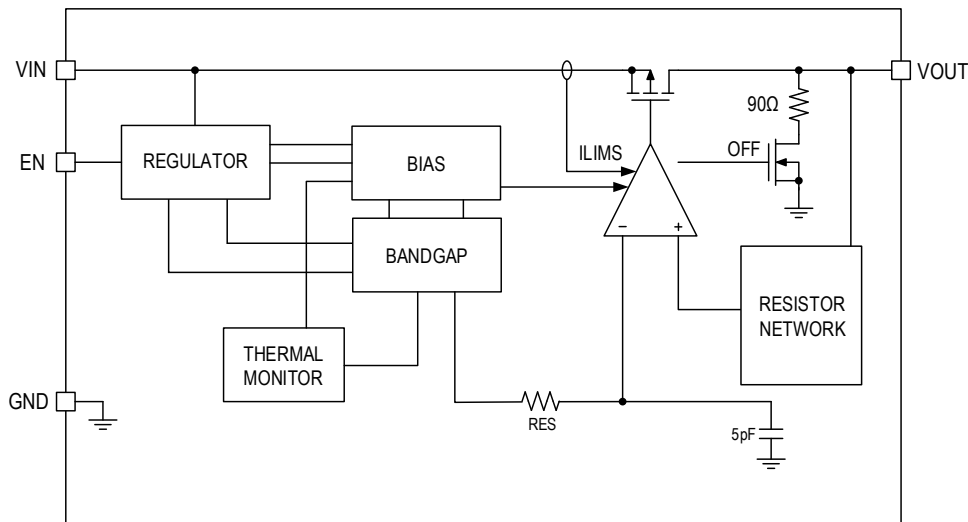 VIN
VOUT
90Ω
EN
REGULATOR
BIAS
ILIMS
OFF
BANDGAP
-
+
RESISTOR
NETWORK
THERMAL
MONITOR
GND
RES
5pF